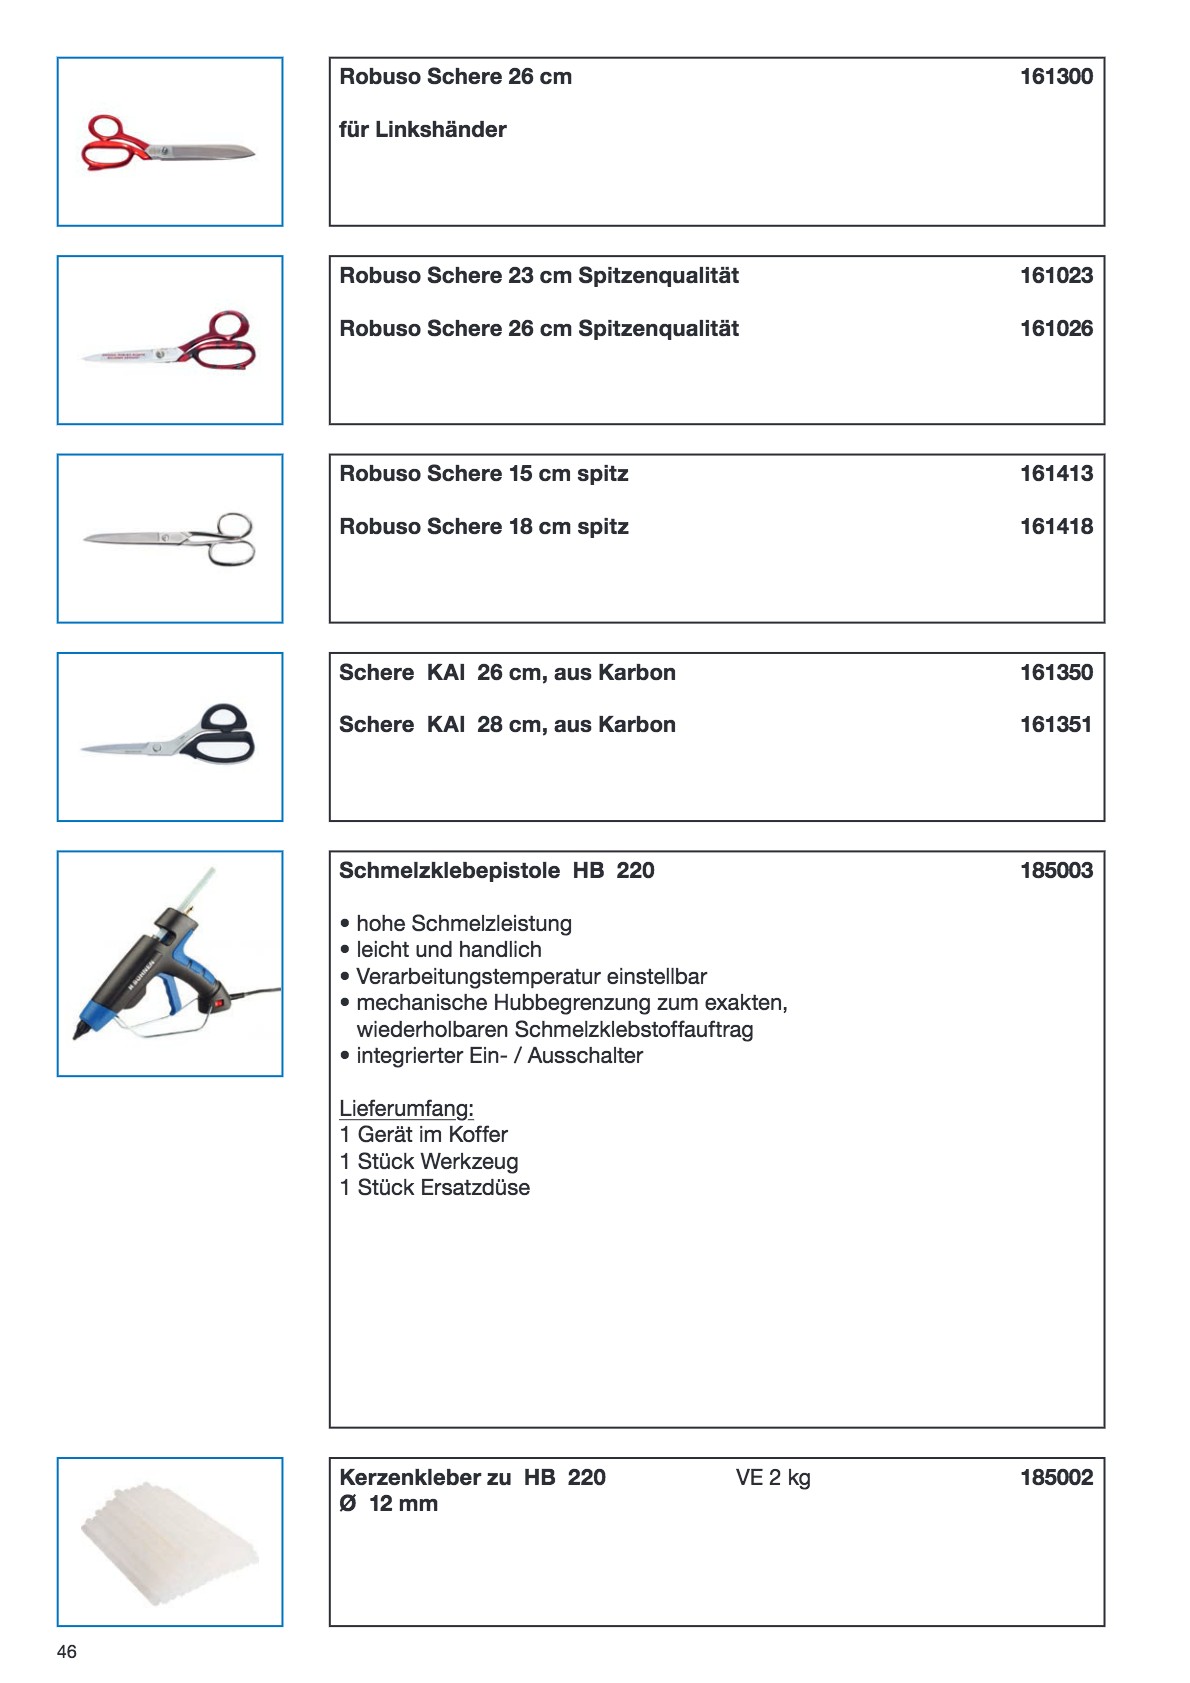 Robuso Schere 26 cm 161300
für Linkshänder
Robuso Schere 23 cm Spitzenqualität 161023
Robuso Schere 26 cm Spitzenqualität 161026
Robuso Schere 15 cm spitz 161413
Robuso Schere 18 cm spitz 161418
Schere KAI 26 cm, aus Karbon 161350
Schere KAI 28 cm, aus Karbon 161351
BÜHNEN
Schmelzklebepistole HB 220 185003
• hohe Schmelzleistung
• leicht und handlich
• Verarbeitungstemperatur einstellbar
• mechanische Hubbegrenzung zum exakten,
wiederholbaren Schmelzklebstoffauftrag
• integrierter Ein- / Ausschalter
Lieferumfang:
1 Gerät im Koffer
1 Stück Werkzeug
1 Stück Ersatzdüse
Kerzenkleber zu HB 220 VE 2 kg 185002
Ø 12 mm
46